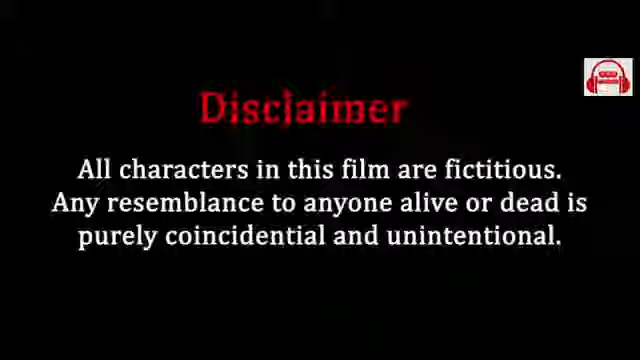 Disclaimer
All characters in this film are fictitious.
Any resemblance to anyone alive or dead is
purely coincidential and unintentional.